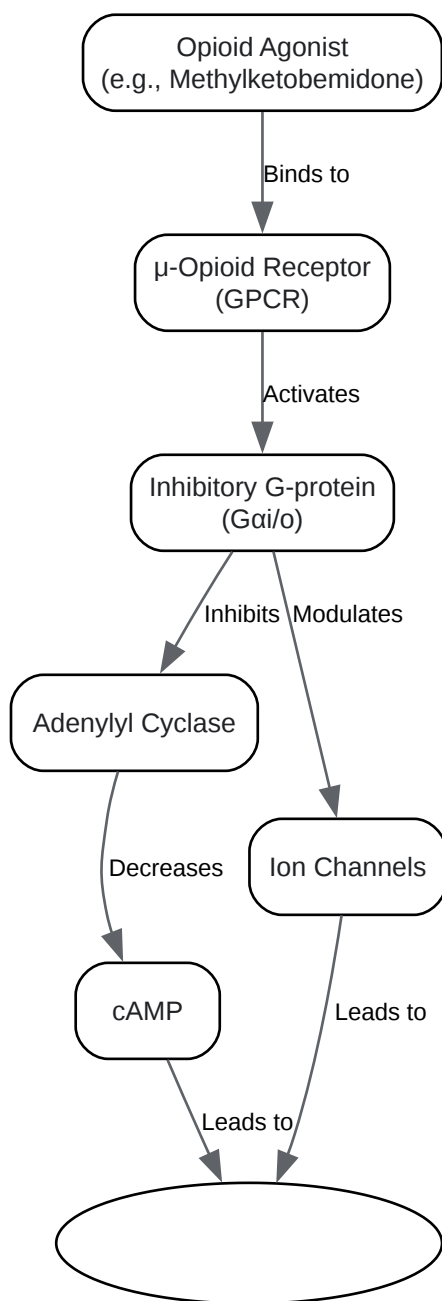 Opioid Agonist
(e.g., Methylketobemidone)
Binds to
μ-Opioid Receptor
(GPCR)
Activates
Inhibitory G-protein
(Gαi/o)
Inhibits
Modulates
Adenylyl Cyclase
Decreases
Ion Channels
cAMP
Leads to
Leads to